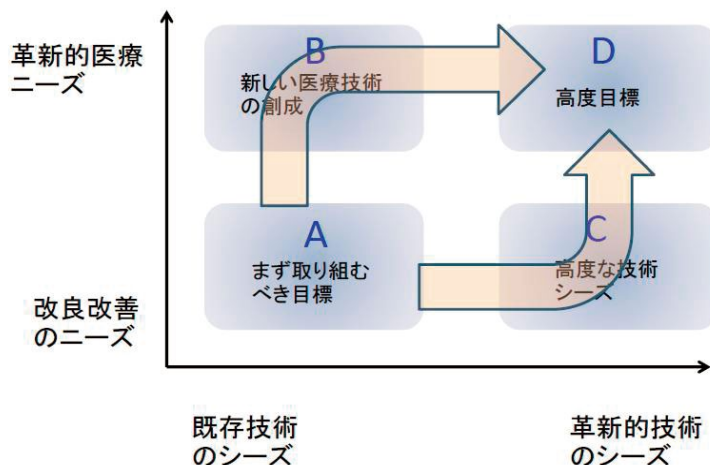 革新的医療
ニーズ
B
新しい医療技術
の創成
D
高度目標
A
まず取り組む
べき目標
C
高度な技術
シーズ
改良改善
のニーズ
既存技術
のシーズ
革新的技術
のシーズ